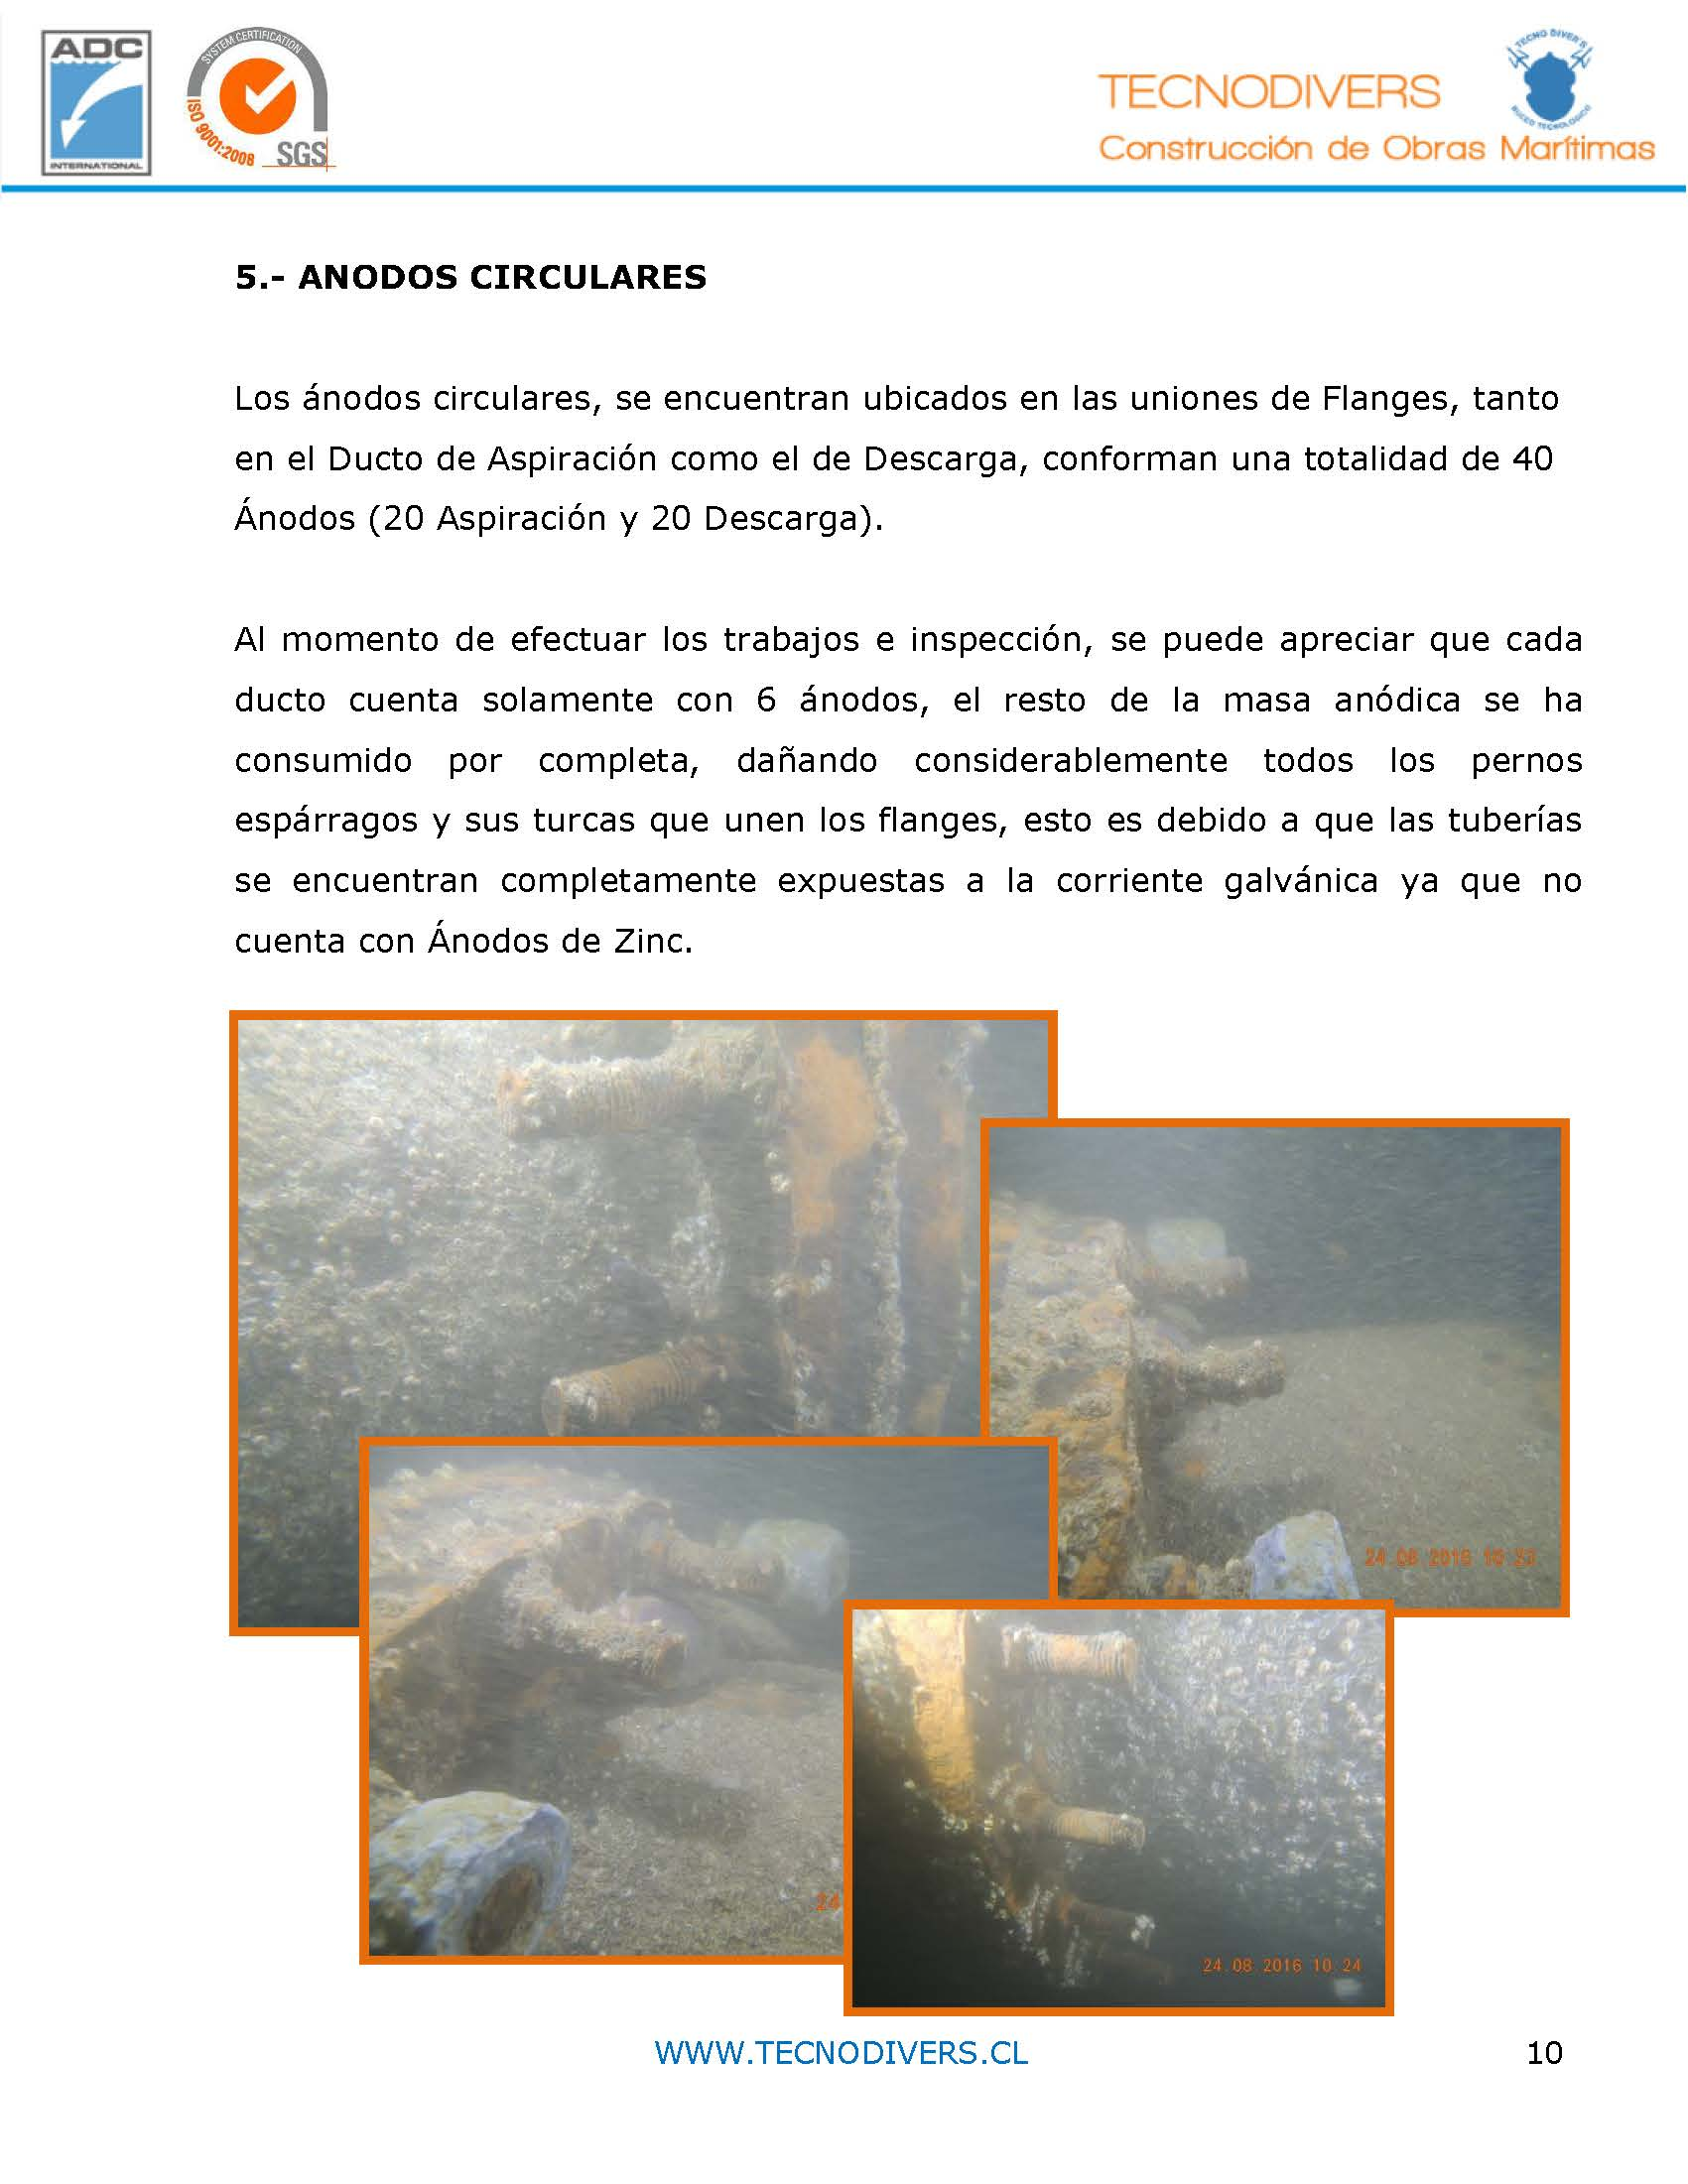 ADC
INTERNATIONAL
SYSTEM CERTIFICATION
ISO 9001:2008
SGS
TECNO DIVER'S
BUCEO TECNOLOGICO
TECNODIVERS
Construcción de Obras Marítimas
5.- ANODOS CIRCULARES
Los ánodos circulares, se encuentran ubicados en las uniones de Flanges, tanto
en el Ducto de Aspiración como el de Descarga, conforman una totalidad de 40
Ánodos (20 Aspiración y 20 Descarga).
Al momento de efectuar los trabajos e inspección, se puede apreciar que cada
ducto cuenta solamente con 6 ánodos, el resto de la masa anódica se ha
consumido por completa, dañando considerablemente todos los pernos
espárragos y sus turcas que unen los flanges, esto es debido a que las tuberías
se encuentran completamente expuestas a la corriente galvánica ya que no
cuenta con Ánodos de Zinc.
24 08 2016 10 23
24
24.08 2016 10 24
WWW.TECNODIVERS.CL
10